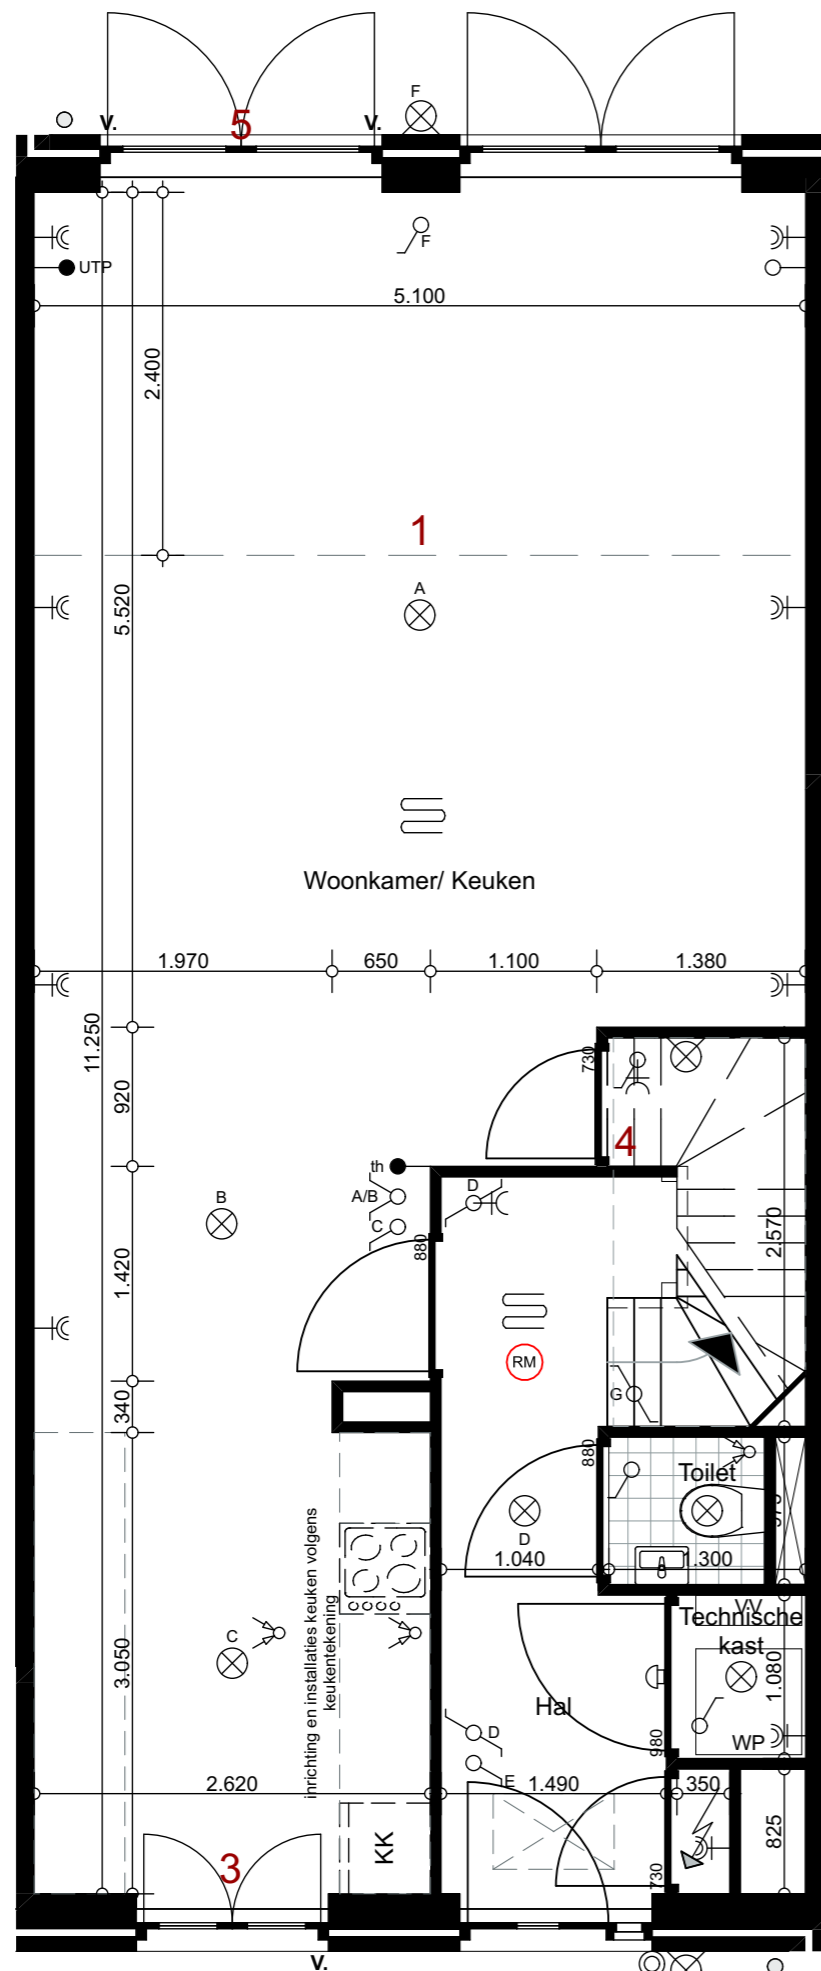 F
V.
5
V.
F
UTP
5.100
2.400
1
A
5.520
Woonkamer/ Keuken
1.970
650
1.100
1.380
11.250
730
920
4
th
D
A/B
B
C
880
2.570
1.420
RM
340
G
880
Toilet
D
1.040
1.300
inrichting en installaties keuken volgens
keukentekening
V.V
Technische
kast
C
3.050
1.080
Hal
D
980
WP
E
2.620
1.490
350
825
KK
3
730
V.